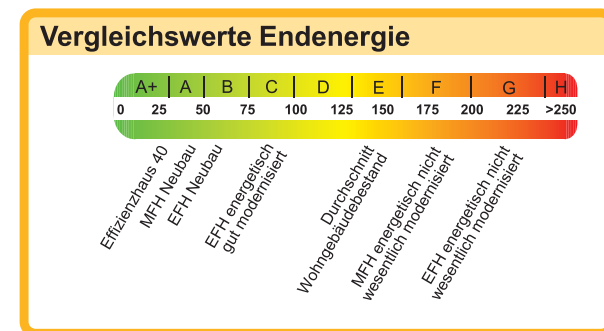 Vergleichswerte Endenergie
A+ | A | B | C | D | E | F | G | H
0 25 50 75 100 125 150 175 200 225 >250
Effizienzhaus 40
MFH Neubau
EFH Neubau
EFH energetisch
gut modernisiert
Durchschnitt
Wohngebäudebestand
MFH energetisch nicht
wesentlich modernisiert
EFH energetisch nicht
wesentlich modernisiert